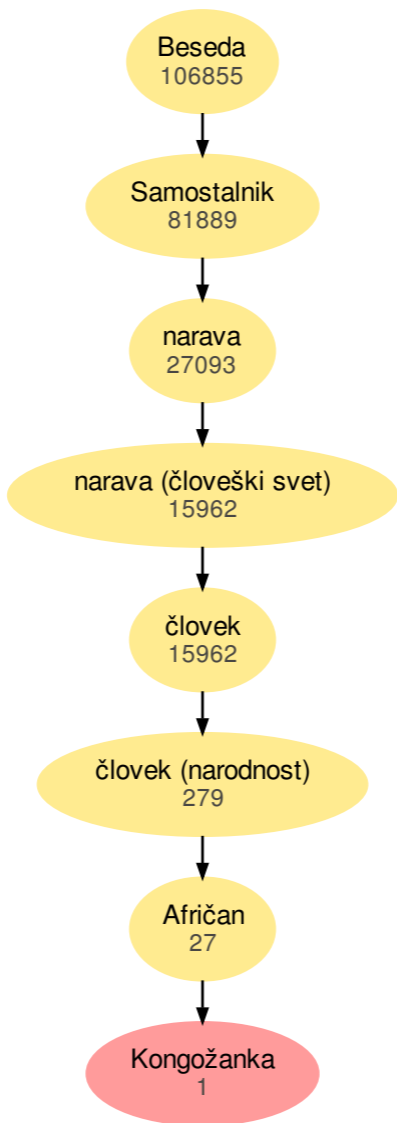 Beseda
106855
Samostalnik
81889
narava
27093
narava (človeški svet)
15962
človek
15962
človek (narodnost)
279
Afričan
27
Kongožanka
1